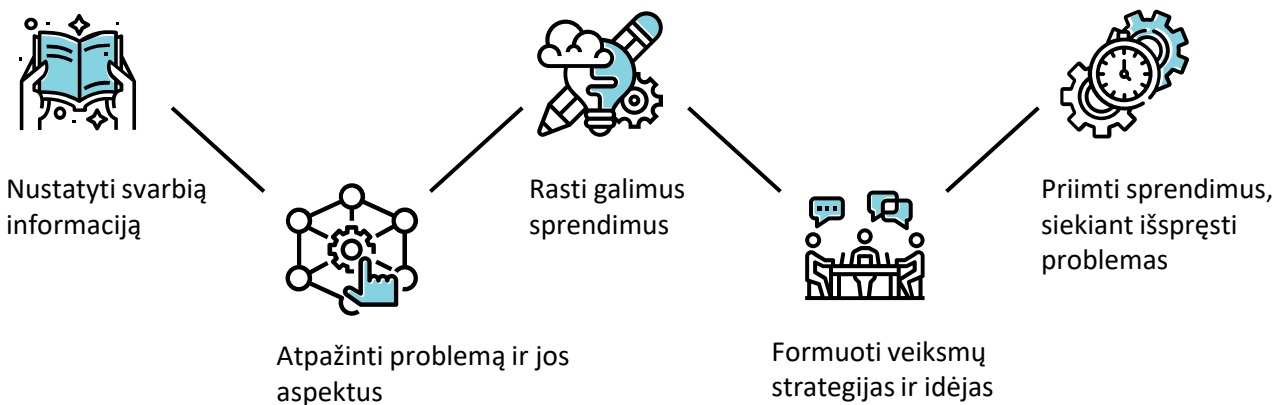 Nustatyti svarbią
informaciją
Atpažinti problemą ir jos
aspektus
Rasti galimus
sprendimus
Formuoti veiksmų
strategijas ir idėjas
Priimti sprendimus,
siekiant išspręsti
problemas